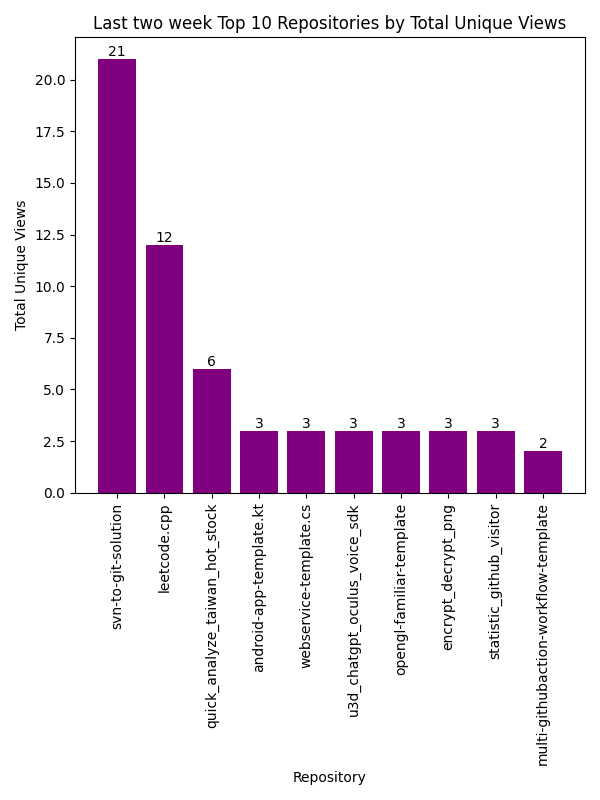 Last two week Top 10 Repositories by Total Unique Views
Total Unique Views
20.0
17.5
15.0
12.5
10.0
7.5
5.0
2.5
0.0
21
12
6
3
3
3
3
3
3
2
svn-to-git-solution
leetcode.cpp
quick_analyze_taiwan_hot_stock
android-app-template.kt
webservice-template.cs
u3d_chatgpt_oculus_voice_sdk
opengl-familiar-template
encrypt_decrypt_png
statistic_github_visitor
multi-githubaction-workflow-template
Repository